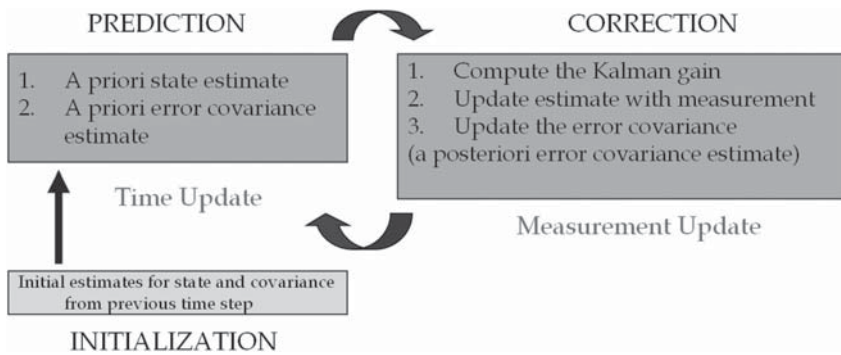 PREDICTION
1. A priori state estimate
2. A priori error covariance
estimate
Time Update
CORRECTION
1. Compute the Kalman gain
2. Update estimate with measurement
3. Update the error covariance
(a posteriori error covariance estimate)
Measurement Update
Initial estimates for state and covariance
from previous time step
INITIALIZATION